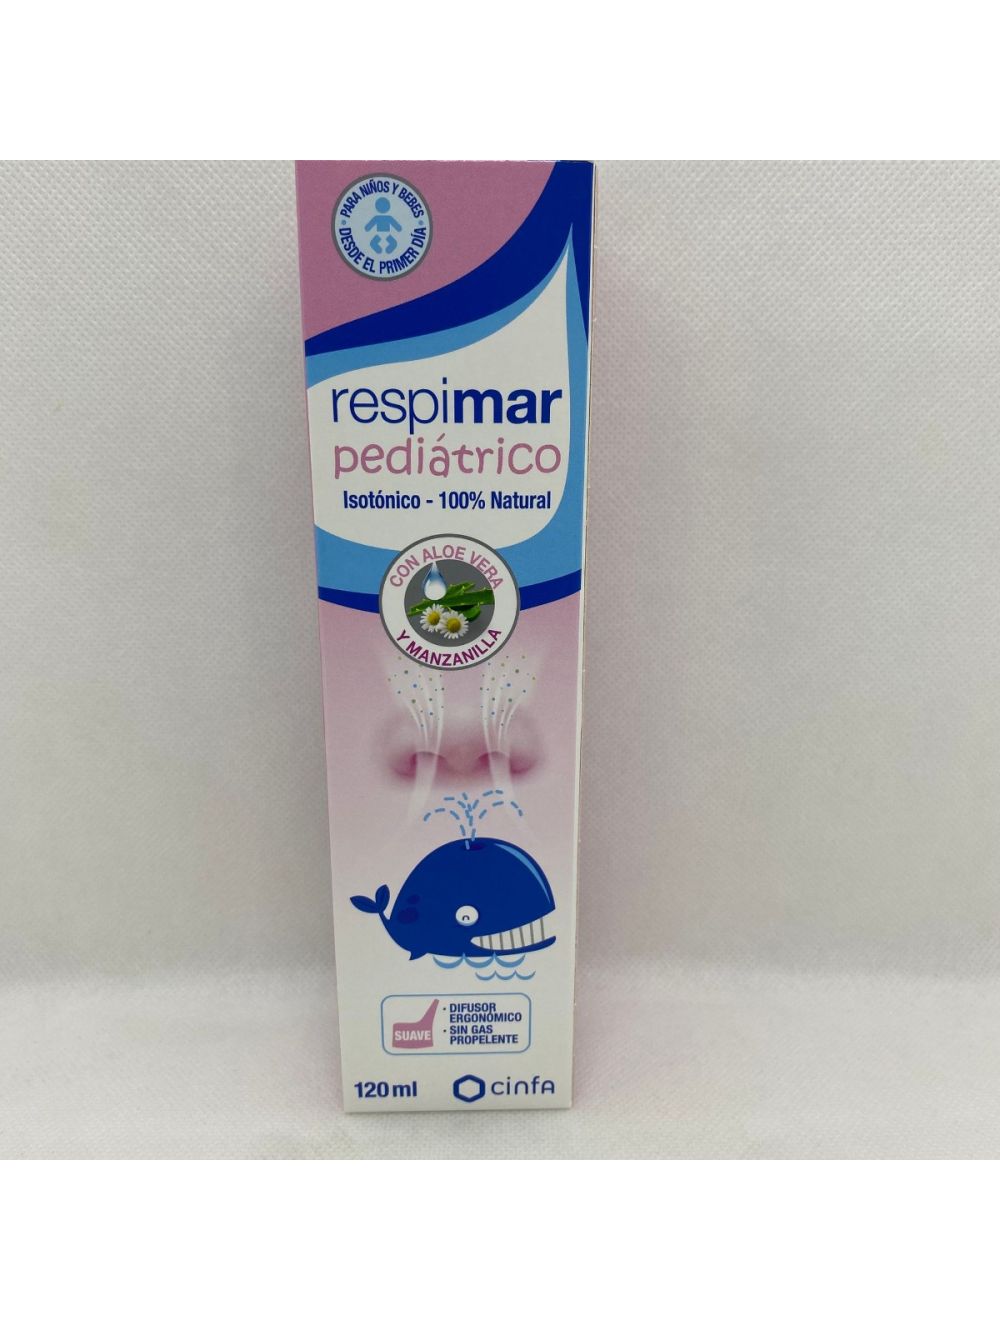 PARA NIÑOS Y BEBES
DESDE EL PRIMER DÍA
respimar
pediátrico
Isotónico - 100% Natural
CON ALOE VERA
Y MANZANILLA
SUAVE
· DIFUSOR
ERGONÓMICO
· SIN GAS
PROPELENTE
120 ml
cinfa